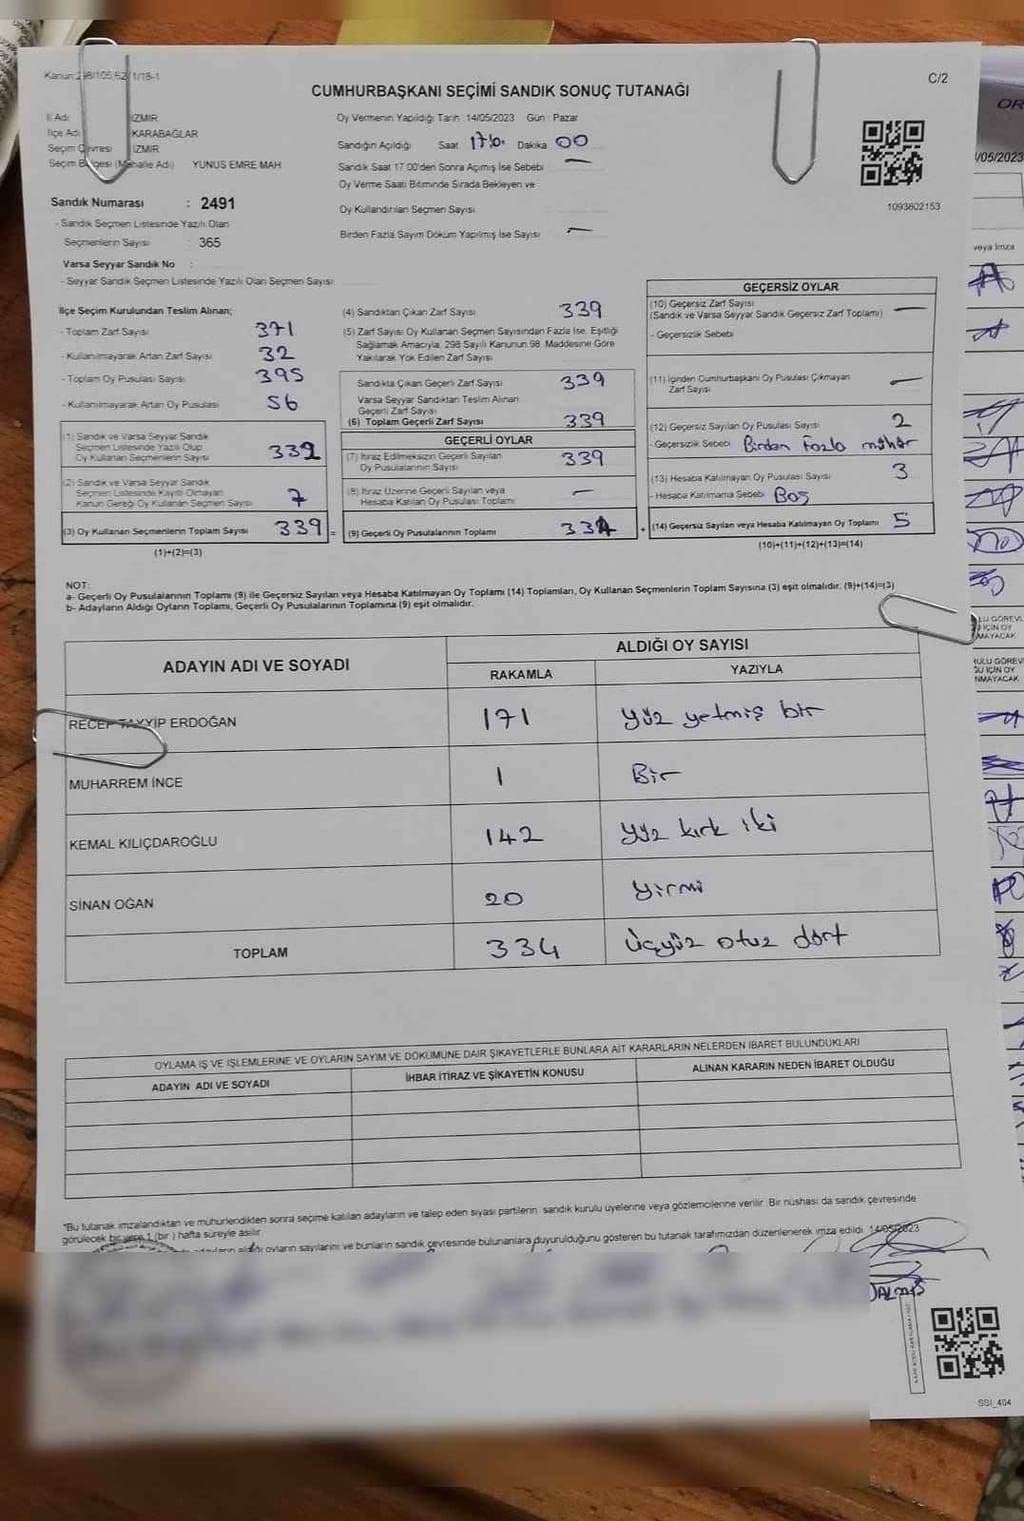 Kanun:298/105,62/1/18-1
C/2
CUMHURBAŞKANI SEÇİMİ SANDIK SONUÇ TUTANAĞI
İl Adı İZMİR
İlçe Adı KARABAĞLAR
Seçim Çevresi İZMİR
Seçim Bölgesi (Mahalle Adı) YUNUS EMRE MAH
Sandık Numarası : 2491
- Sandık Seçmen Listesinde Yazılı Olan
Seçmenlerin Sayısı : 365
Varsa Seyyar Sandık No :
- Seyyar Sandık Seçmen Listesinde Yazılı Olan Seçmen Sayısı
Oy Vermenin Yapıldığı Tarih 14/05/2023 Gün : Pazar
Sandığın Açıldığı Saat Dakika 00
Sandık Saat 17:00'den Sonra Açılmış İse Sebebi —
Oy Verme Saati Bitiminde Sırada Bekleyen ve
Oy Kullandırılan Seçmen Sayısı
Birden Fazla Sayım Döküm Yapılmış İse Sayısı —
1093802153
İlçe Seçim Kurulundan Teslim Alınan;
- Toplam Zarf Sayısı 371
- Kullanılmayarak Artan Zarf Sayısı 32
- Toplam Oy Pusulası Sayısı 395
- Kullanılmayarak Artan Oy Pusulası 56
(1) Sandık ve Varsa Seyyar Sandık
Seçmen Listesinde Yazılı Olup
Oy Kullanan Seçmenlerin Sayısı 332
(2) Sandık ve Varsa Seyyar Sandık
Seçmen Listesinde Kayıtlı Olmayan
Kanun Gereği Oy Kullanan Seçmen Sayısı 7
(3) Oy Kullanan Seçmenlerin Toplam Sayısı 339 =
(1)+(2)=(3)
(4) Sandıktan Çıkan Zarf Sayısı 339
(5) Zarf Sayısı Oy Kullanan Seçmen Sayısından Fazla İse, Eşitliği
Sağlamak Amacıyla, 298 Sayılı Kanunun 98. Maddesine Göre
Yakılarak Yok Edilen Zarf Sayısı
Sandıkta Çıkan Geçerli Zarf Sayısı 339
Varsa Seyyar Sandıktan Teslim Alınan
Geçerli Zarf Sayısı
(6) Toplam Geçerli Zarf Sayısı 339
GEÇERLİ OYLAR
(7) İtiraz Edilmeksizin Geçerli Sayılan
Oy Pusulalarının Sayısı 339
(8) İtiraz Üzerine Geçerli Sayılan veya
Hesaba Katılan Oy Pusulası Toplamı —
(9) Geçerli Oy Pusulalarının Toplamı 334 +
GEÇERSİZ OYLAR
(10) Geçersiz Zarf Sayısı
(Sandık ve Varsa Seyyar Sandık Geçersiz Zarf Toplamı) —
- Geçersizlik Sebebi
(11) İçinden Cumhurbaşkanı Oy Pusulası Çıkmayan
Zarf Sayısı —
(12) Geçersiz Sayılan Oy Pusulası Sayısı 2
- Geçersizlik Sebebi Birden Fazla mühür
(13) Hesaba Katılmayan Oy Pusulası Sayısı 3
- Hesaba Katılmama Sebebi Boş
(14) Geçersiz Sayılan veya Hesaba Katılmayan Oy Toplamı 5
(10)+(11)+(12)+(13)=(14)
NOT:
a- Geçerli Oy Pusulaları Toplamı (9) ile Geçersiz Sayılan veya Hesaba Katılmayan Oy Toplamı (14) Toplamları, Oy Kullanan Seçmenlerin Toplam Sayısına (3) eşit olmalıdır. (9)+(14)=(3)
b- Adayların Aldığı Oyların Toplamı, Geçerli Oy Pusulalarının Toplamına (9) eşit olmalıdır.
ADAYIN ADI VE SOYADI ALDIĞI OY SAYISI
RAKAMLA YAZIYLA
RECEP TAYYİP ERDOĞAN 171 yüz yetmiş bir
MUHARREM İNCE 1 Bir
KEMAL KILIÇDAROĞLU 142 yüz kırk iki
SİNAN OĞAN 20 yirmi
TOPLAM 334 üçyüz otuz dört
OYLAMA İŞ VE İŞLEMLERİNE VE OYLARIN SAYIM VE DÖKÜMÜNE DAİR ŞİKAYETLERLE BUNLARA AİT KARARLARIN NELERDEN İBARET BULUNDUKLARI
ADAYIN ADI VE SOYADI İHBAR İTİRAZ VE ŞİKAYETİN KONUSU ALINAN KARARIN NEDEN İBARET OLDUĞU
"Bu tutanak imzalandıktan ve mühürlendikten sonra seçime katılan adayların ve talep eden siyasi partilerin sandık kurulu üyelerine veya gözlemcilerine verilir. Bir nüshası da sandık çevresinde
görülecek bir yere 1 (bir) hafta süreyle asılır.
aldığı oyların sayılarını ve bunların sandık çevresinde bulunanlara duyurulduğunu gösteren bu tutanak tarafımızdan düzenlenerek imza edildi. 14/05/2023
SSI_404
OR
/05/2023
veya İmza
LU GÖREVL
İÇİN OY
MAYACAK
RULU GÖREV
SU İÇİN OY
NMAYACAK